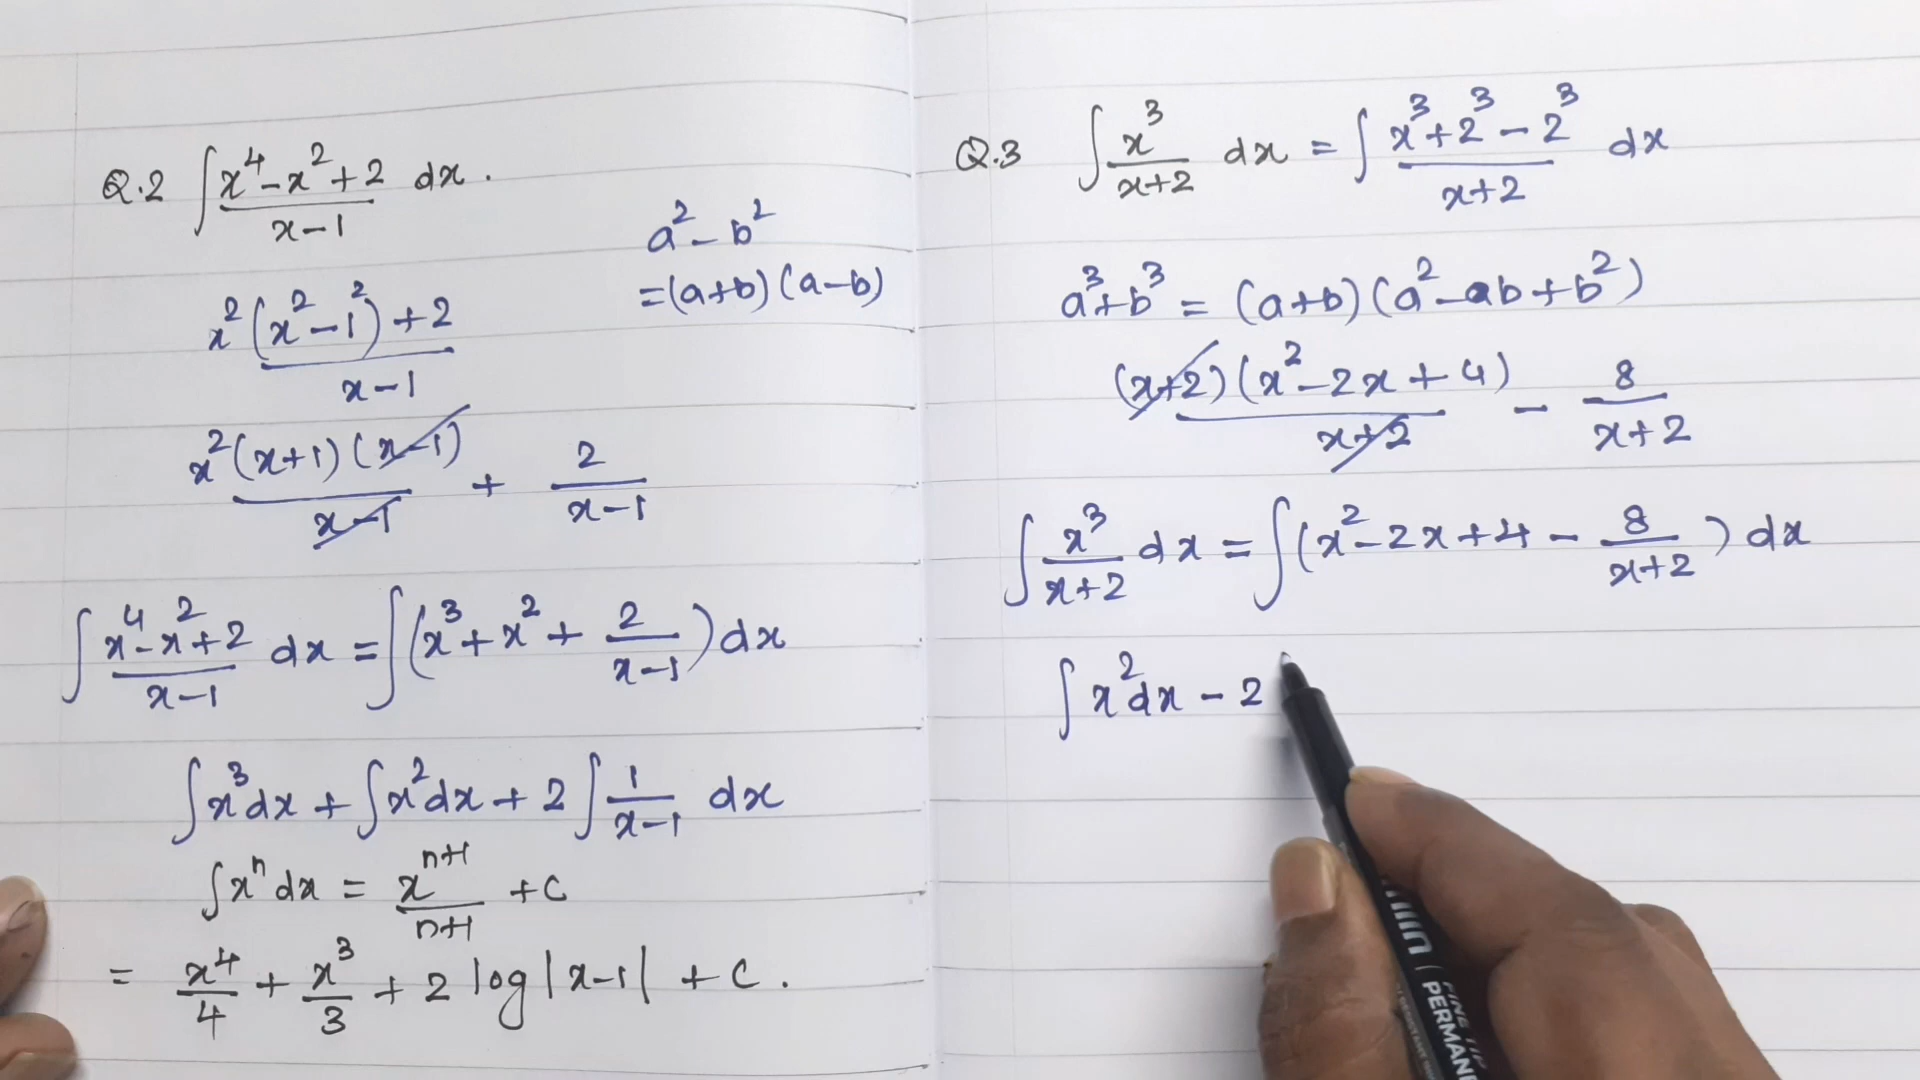 Q.2 ∫ (x⁴ - x² + 2)/(x-1) dx .
a² - b²
= (a+b)(a-b)
(x²(x² - 1²) + 2)/(x-1)
(x²(x+1)(x-1))/(x-1) + 2/(x-1)
∫ (x⁴ - x² + 2)/(x-1) dx = ∫(x³ + x² + 2/(x-1)) dx
∫x³dx + ∫x²dx + 2∫ 1/(x-1) dx
∫xⁿ dx = xⁿ⁺¹/(n+1) + c
= x⁴/4 + x³/3 + 2 log|x-1| + c .
Q.3 ∫ x³/(x+2) dx = ∫ (x³ + 2³ - 2³)/(x+2) dx
a³ + b³ = (a+b)(a² - ab + b²)
((x+2)(x² - 2x + 4))/(x+2) - 8/(x+2)
∫ x³/(x+2) dx = ∫(x² - 2x + 4 - 8/(x+2)) dx
∫x²dx - 2
FINE TIP
PERMAN